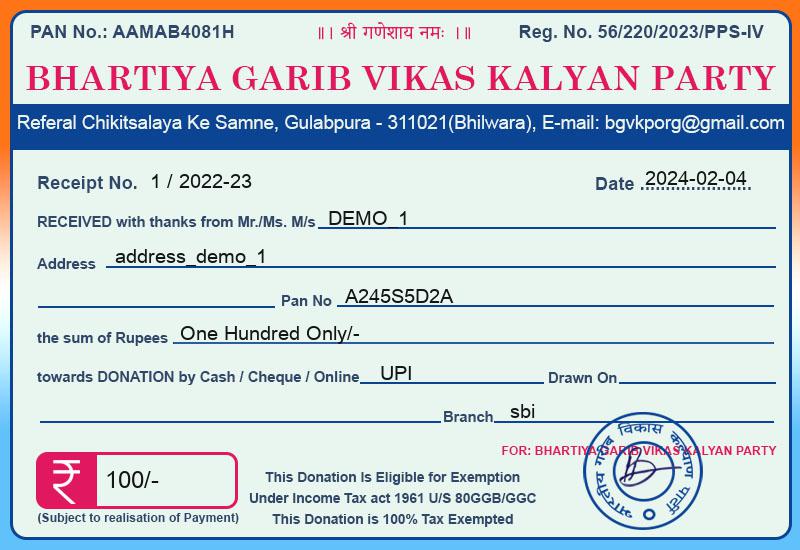 PAN No.: AAMAB4081H ॥। श्री गणेशाय नमः ।॥ Reg. No. 56/220/2023/PPS-IV
BHARTIYA GARIB VIKAS KALYAN PARTY
Referal Chikitsalaya Ke Samne, Gulabpura - 311021(Bhilwara), E-mail: bgvkporg@gmail.com
Receipt No. 1 / 2022-23 Date 2024-02-04
RECEIVED with thanks from Mr./Ms. M/s DEMO_1
Address address_demo_1
Pan No A245S5D2A
the sum of Rupees One Hundred Only/-
towards DONATION by Cash / Cheque / Online UPI Drawn On
Branch sbi
FOR: BHARTIYA GARIB VIKAS KALYAN PARTY
₹ 100/-
(Subject to realisation of Payment)
This Donation Is Eligible for Exemption
Under Income Tax act 1961 U/S 80GGB/GGC
This Donation is 100% Tax Exempted
भारतीय गरीब विकास कल्याण पार्टी